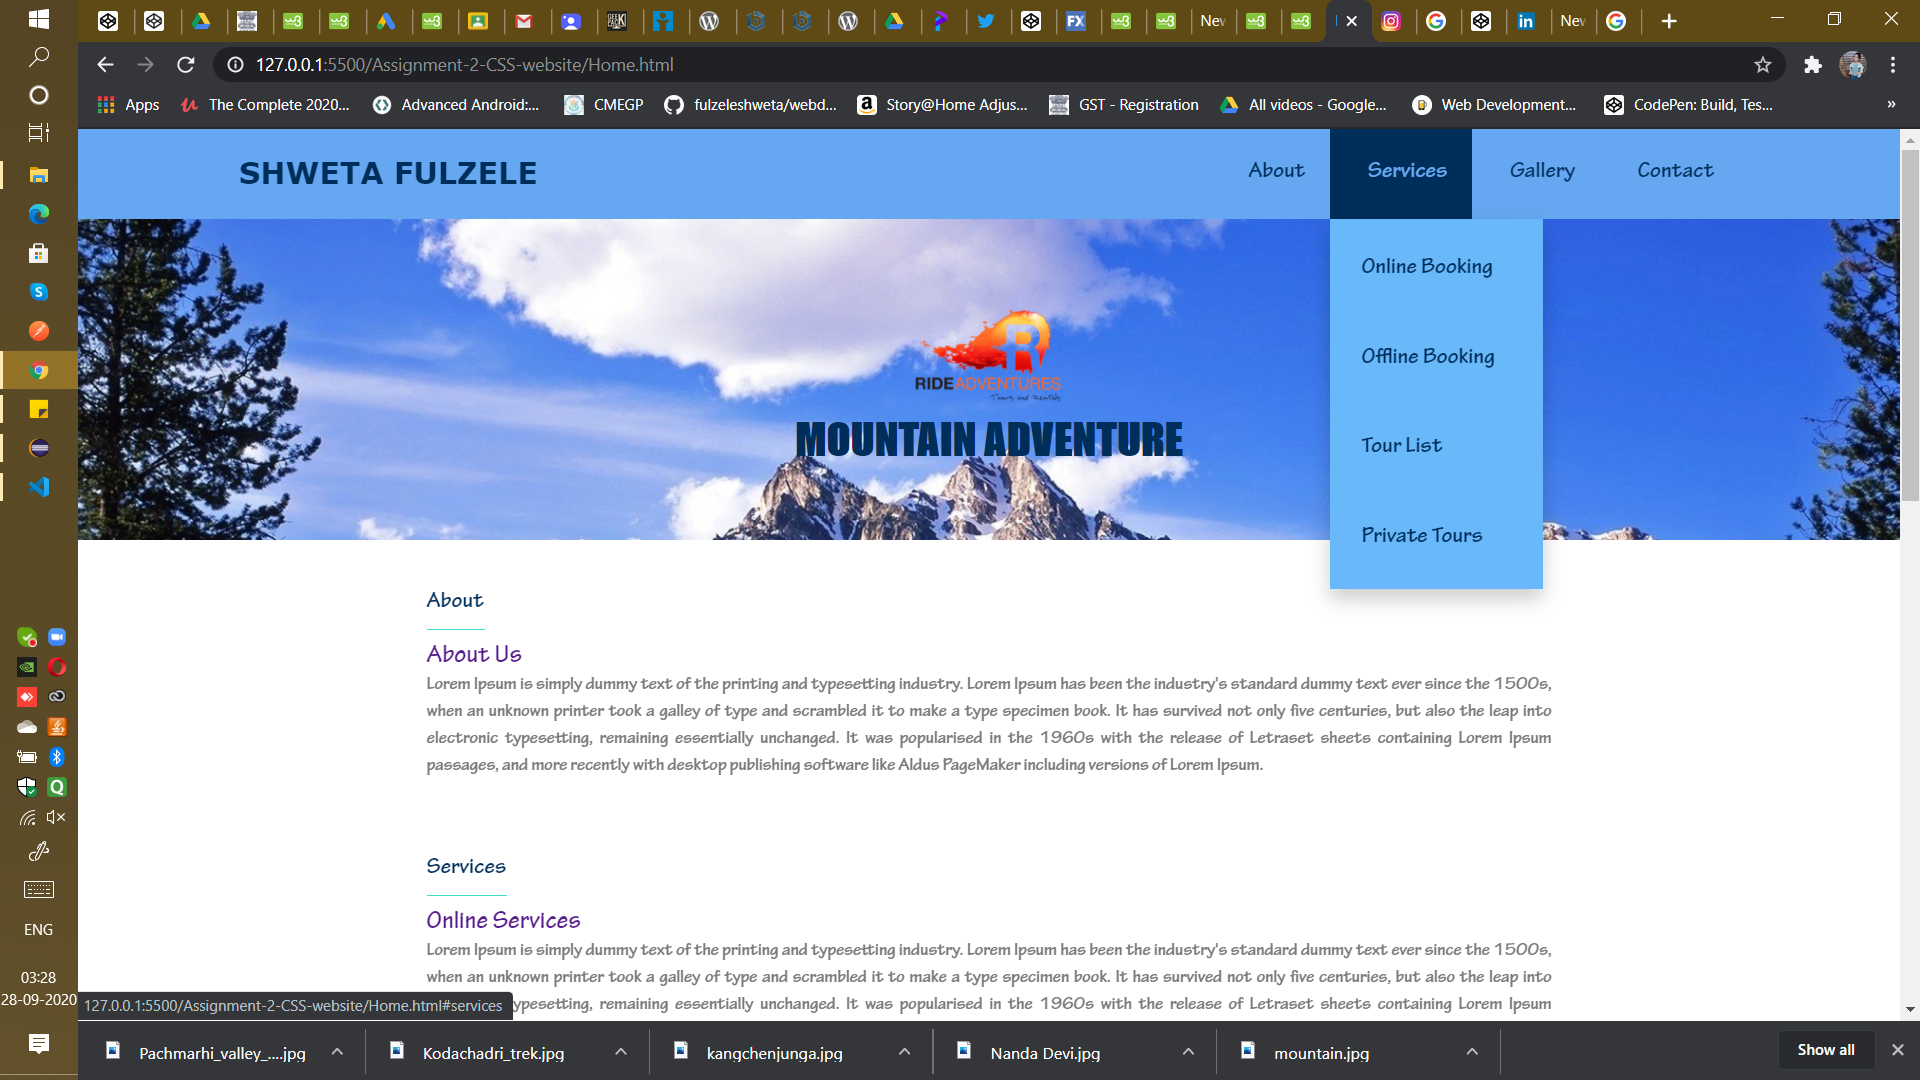 New
New
127.0.0.1:5500/Assignment-2-CSS-website/Home.html
Apps
The Complete 2020...
Advanced Android:...
CMEGP
fulzeleshweta/webd...
Story@Home Adjus...
GST - Registration
All videos - Google...
Web Development...
CodePen: Build, Tes...
»
SHWETA FULZELE
About
Services
Gallery
Contact
Online Booking
Offline Booking
Tour List
Private Tours
RIDEADVENTURES
Tours and Rentals
MOUNTAIN ADVENTURE
About
About Us
Lorem Ipsum is simply dummy text of the printing and typesetting industry. Lorem Ipsum has been the industry's standard dummy text ever since the 1500s,
when an unknown printer took a galley of type and scrambled it to make a type specimen book. It has survived not only five centuries, but also the leap into
electronic typesetting, remaining essentially unchanged. It was popularised in the 1960s with the release of Letraset sheets containing Lorem Ipsum
passages, and more recently with desktop publishing software like Aldus PageMaker including versions of Lorem Ipsum.
Services
Online Services
Lorem Ipsum is simply dummy text of the printing and typesetting industry. Lorem Ipsum has been the industry's standard dummy text ever since the 1500s,
when an unknown printer took a galley of type and scrambled it to make a type specimen book. It has survived not only five centuries, but also the leap into
ypesetting, remaining essentially unchanged. It was popularised in the 1960s with the release of Letraset sheets containing Lorem Ipsum
127.0.0.1:5500/Assignment-2-CSS-website/Home.html#services
ENG
03:28
28-09-2020
Pachmarhi_valley_....jpg
Kodachadri_trek.jpg
kangchenjunga.jpg
Nanda Devi.jpg
mountain.jpg
Show all